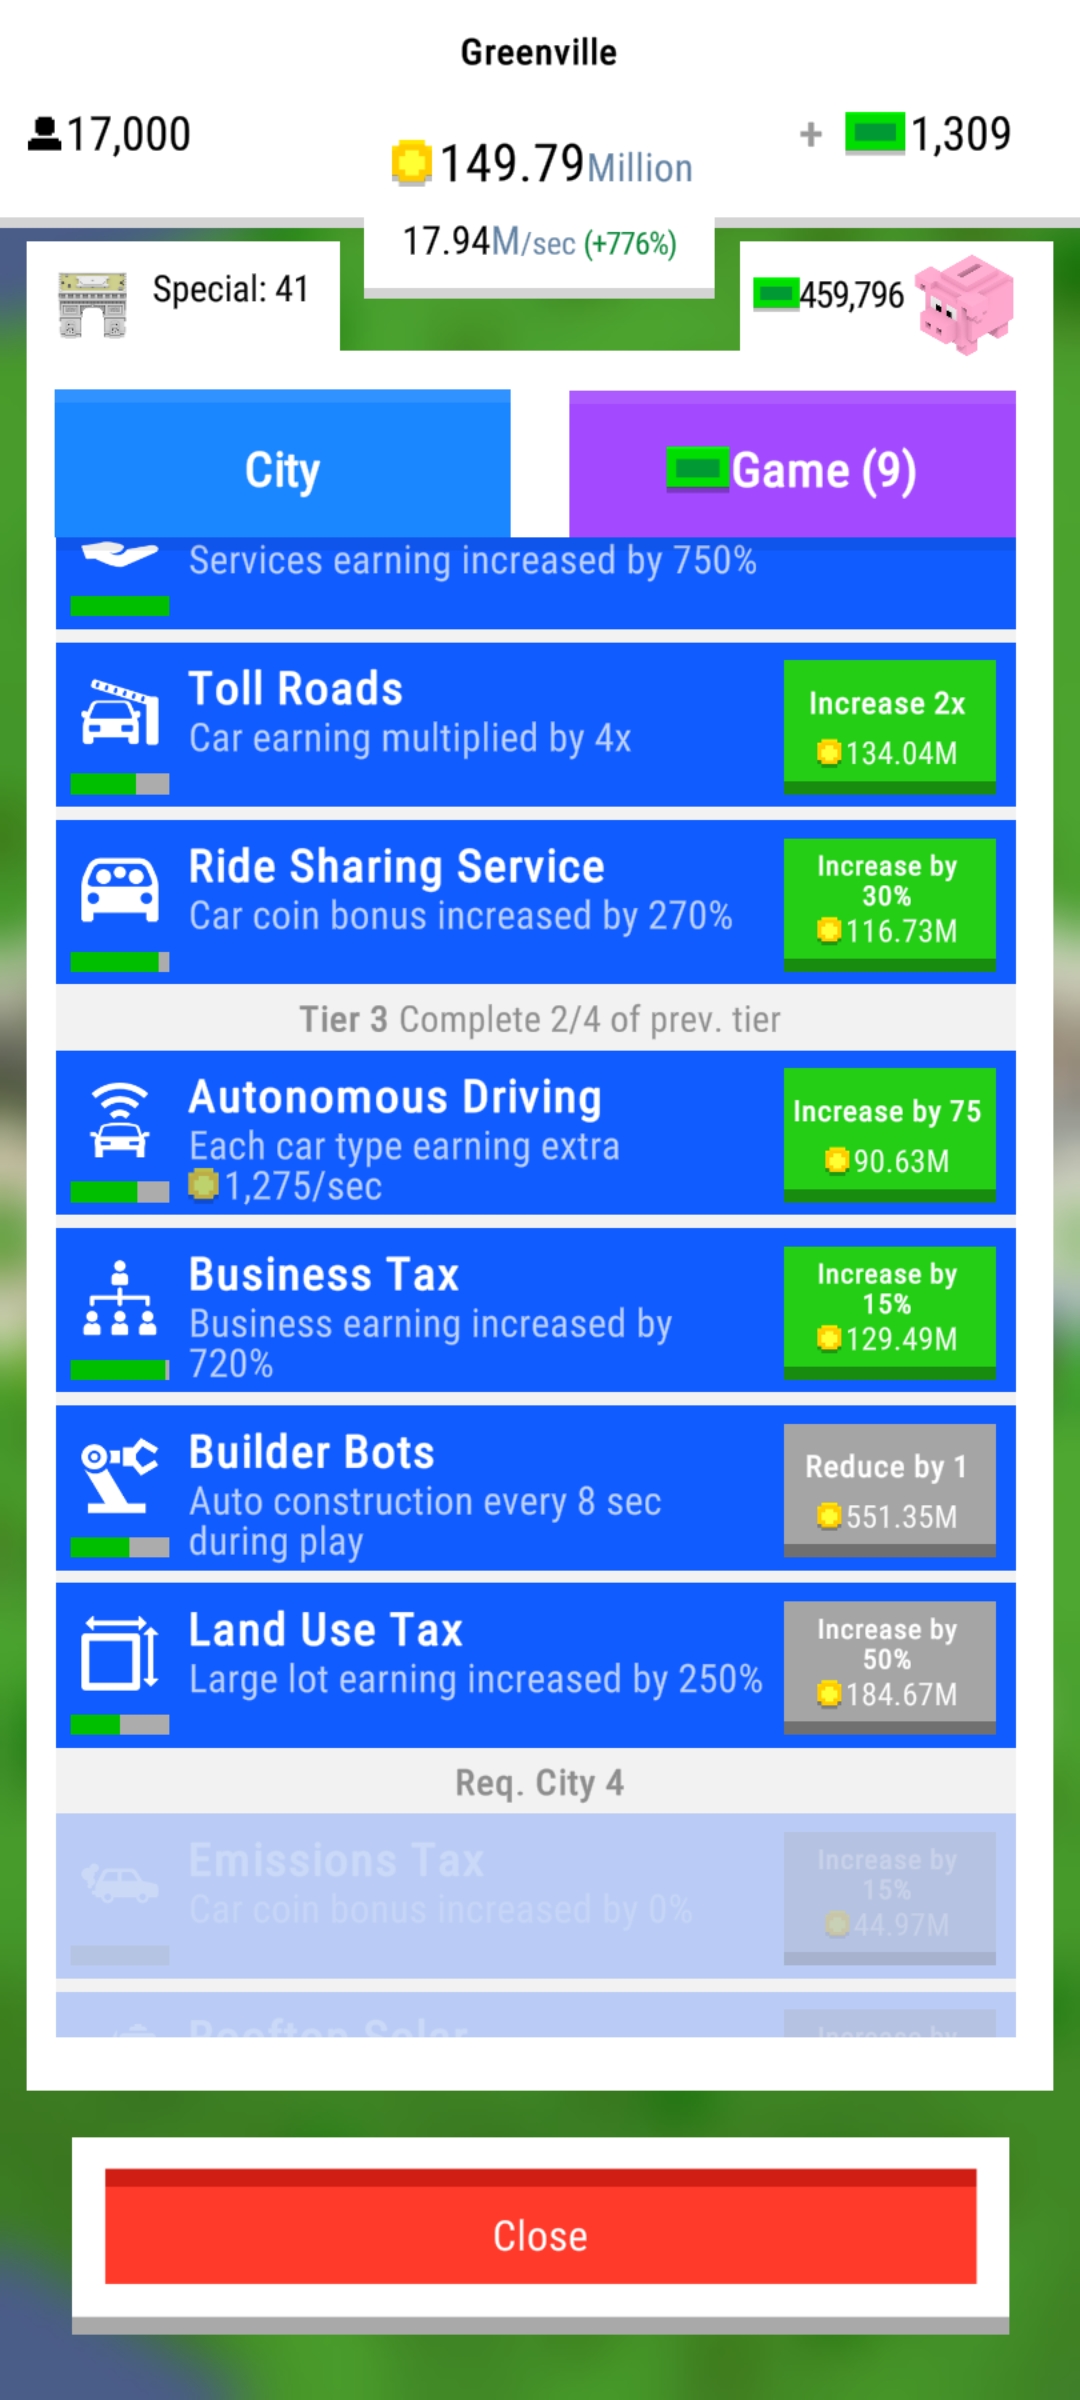 Greenville
17,000
149.79Million
+ 1,309
17.94M/sec (+776%)
Special: 41
459,796
City
Game (9)
Services earning increased by 750%
Toll Roads
Car earning multiplied by 4x
Increase 2x
134.04M
Ride Sharing Service
Car coin bonus increased by 270%
Increase by
30%
116.73M
Tier 3 Complete 2/4 of prev. tier
Autonomous Driving
Each car type earning extra
1,275/sec
Increase by 75
90.63M
Business Tax
Business earning increased by
720%
Increase by
15%
129.49M
Builder Bots
Auto construction every 8 sec
during play
Reduce by 1
551.35M
Land Use Tax
Large lot earning increased by 250%
Increase by
50%
184.67M
Req. City 4
Emissions Tax
Car coin bonus increased by 0%
Increase by
15%
44.97M
Rooftop Solar
Increase by
Close